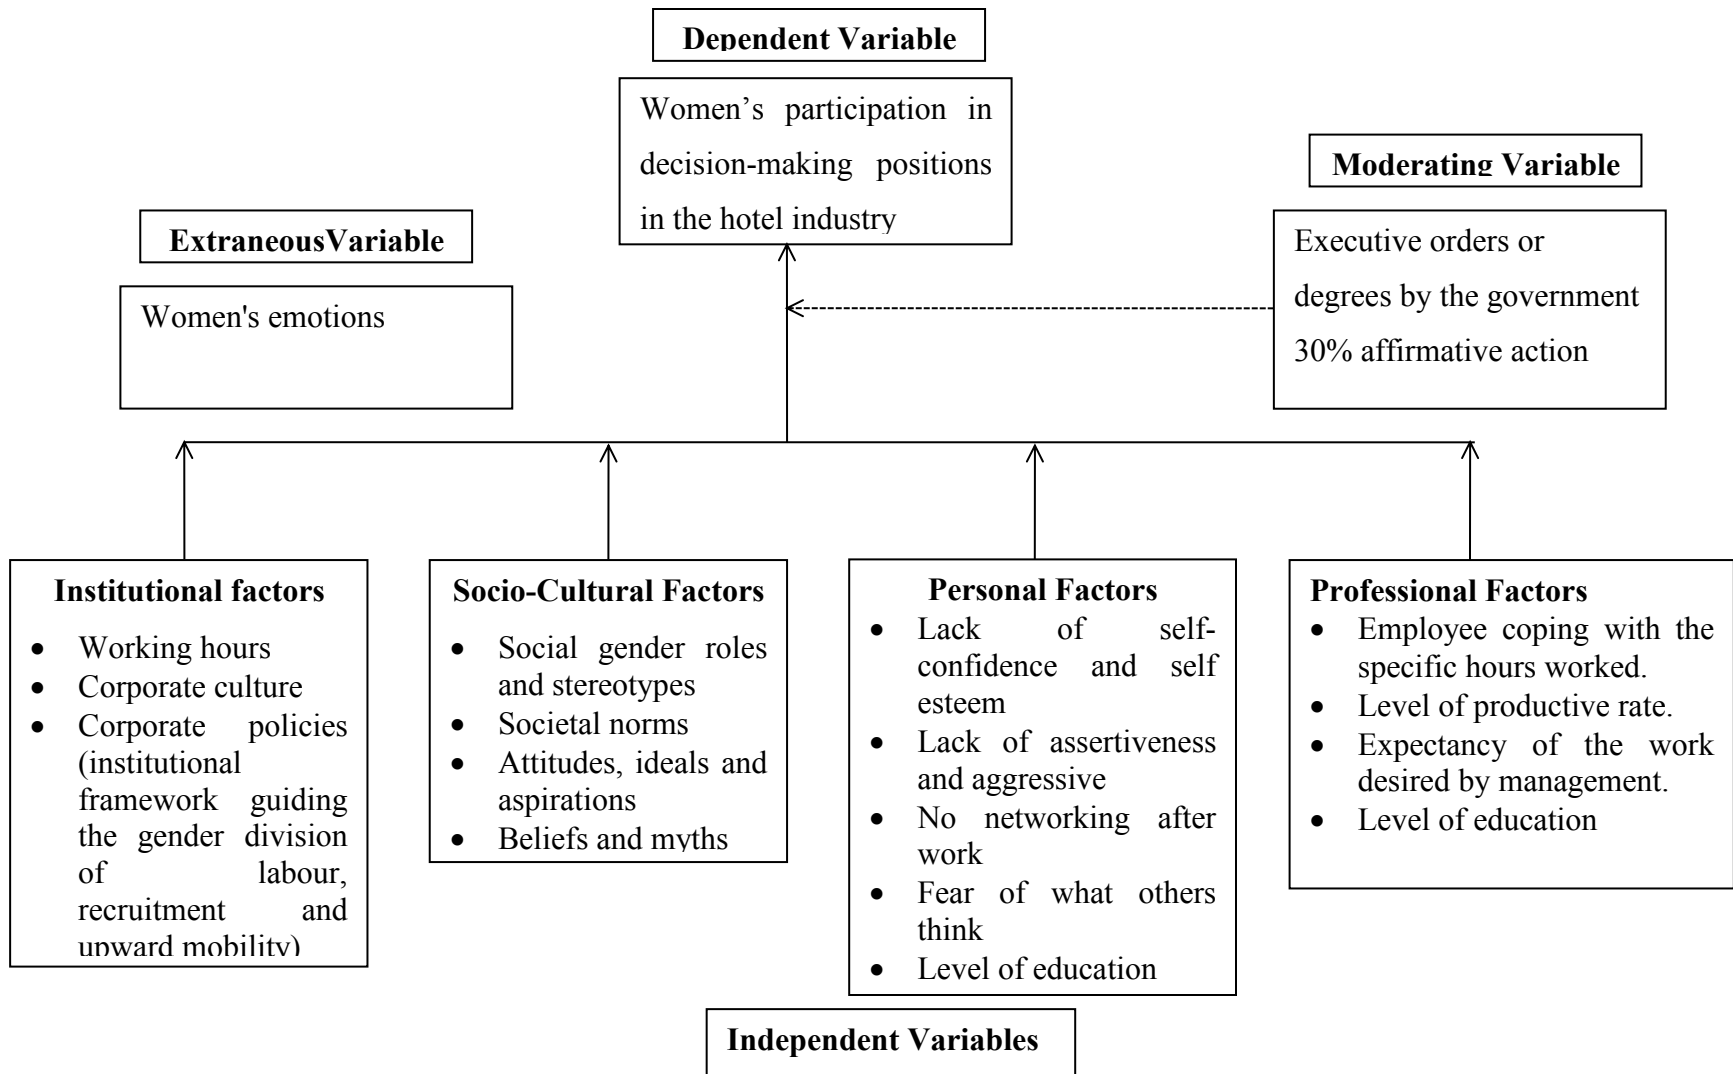 Dependent Variable
Women’s participation in
decision-making positions
in the hotel industry
Moderating Variable
Executive orders or
degrees by the government
30% affirmative action
ExtraneousVariable
Women's emotions
Institutional factors
• Working hours
• Corporate culture
• Corporate policies
(institutional
framework guiding
the gender division
of labour,
recruitment and
upward mobility)
Socio-Cultural Factors
• Social gender roles
and stereotypes
• Societal norms
• Attitudes, ideals and
aspirations
• Beliefs and myths
Personal Factors
• Lack of self-
confidence and self
esteem
• Lack of assertiveness
and aggressive
• No networking after
work
• Fear of what others
think
• Level of education
Professional Factors
• Employee coping with the
specific hours worked.
• Level of productive rate.
• Expectancy of the work
desired by management.
• Level of education
Independent Variables